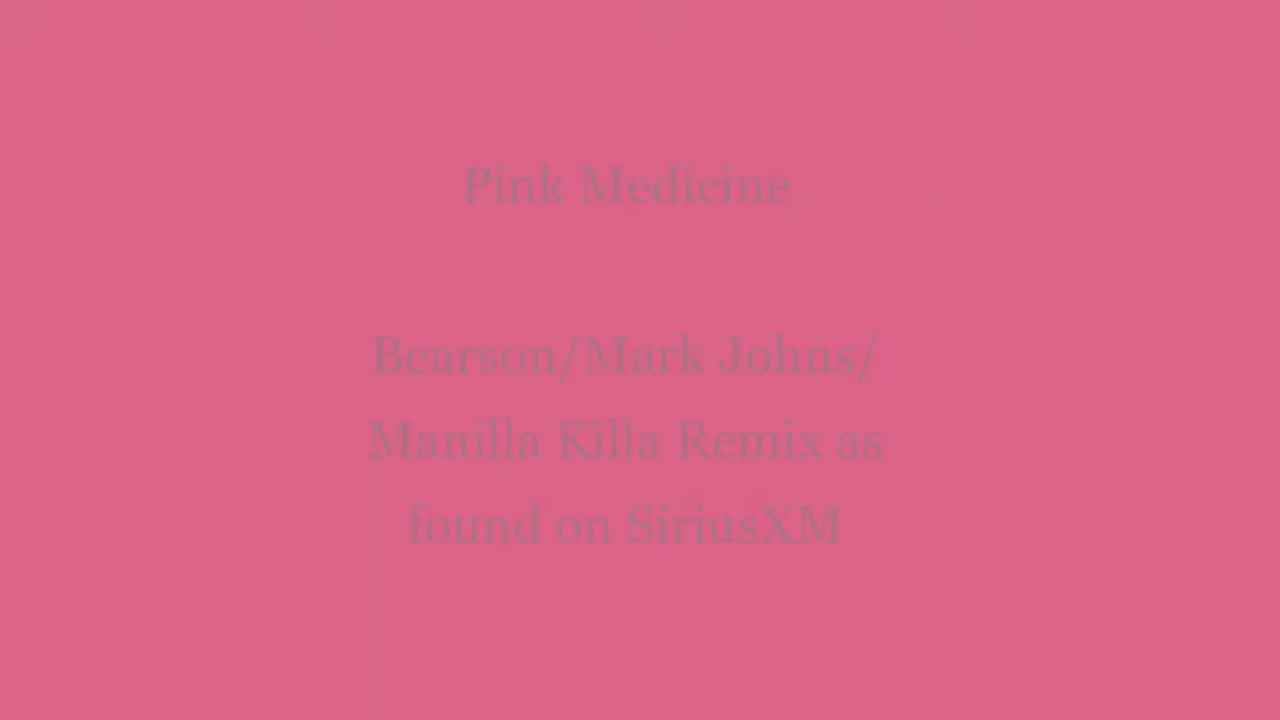 Pink Medicine
Bearson/Mark Johns/
Manilla Killa Remix as
found on SiriusXM